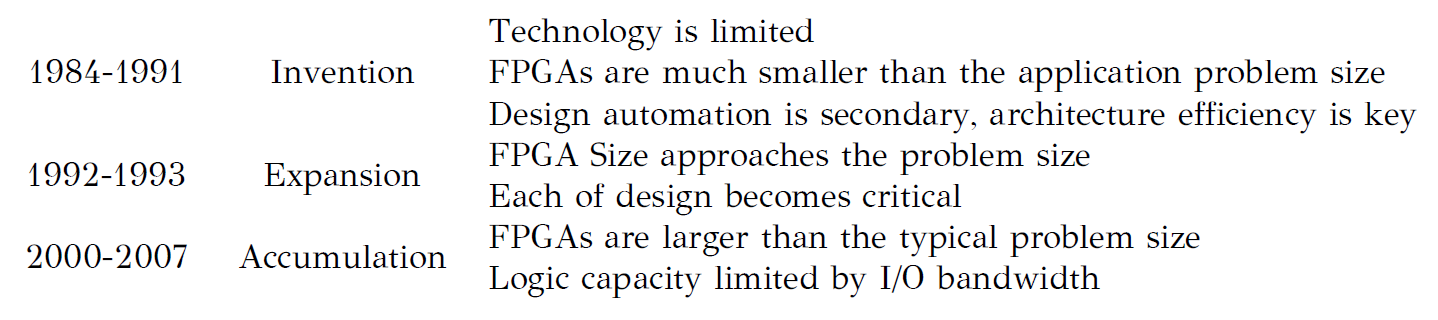 Technology is limited
1984-1991 Invention FPGAs are much smaller than the application problem size
Design automation is secondary, architecture efficiency is key
FPGA Size approaches the problem size
1992-1993 Expansion
Each of design becomes critical
FPGAs are larger than the typical problem size
2000-2007 Accumulation
Logic capacity limited by I/O bandwidth